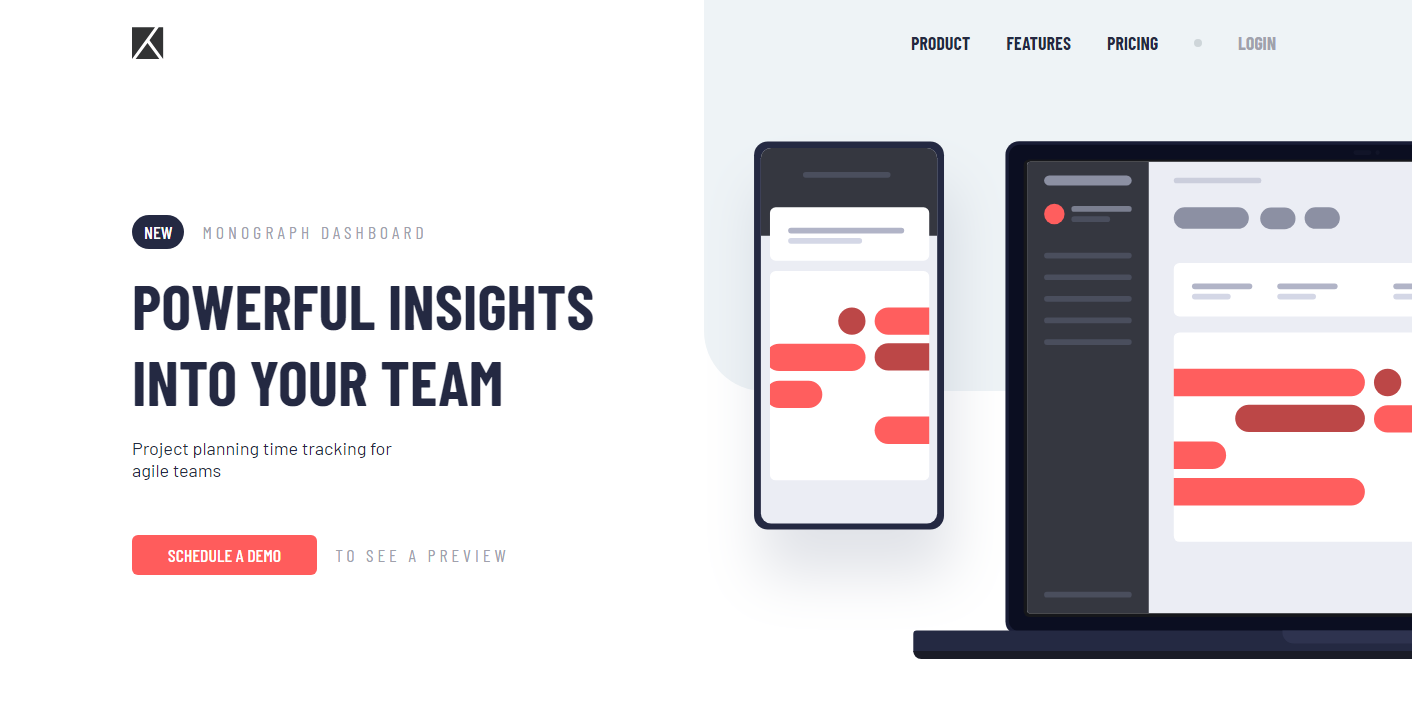 PRODUCT FEATURES PRICING LOGIN
NEW MONOGRAPH DASHBOARD
POWERFUL INSIGHTS
INTO YOUR TEAM
Project planning time tracking for
agile teams
SCHEDULE A DEMO TO SEE A PREVIEW